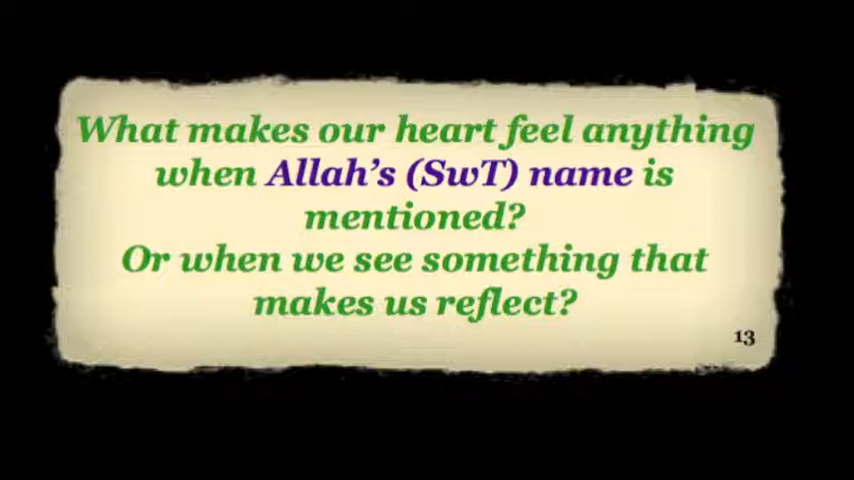 What makes our heart feel anything
when Allah's (SwT) name is
mentioned?
Or when we see something that
makes us reflect?
13